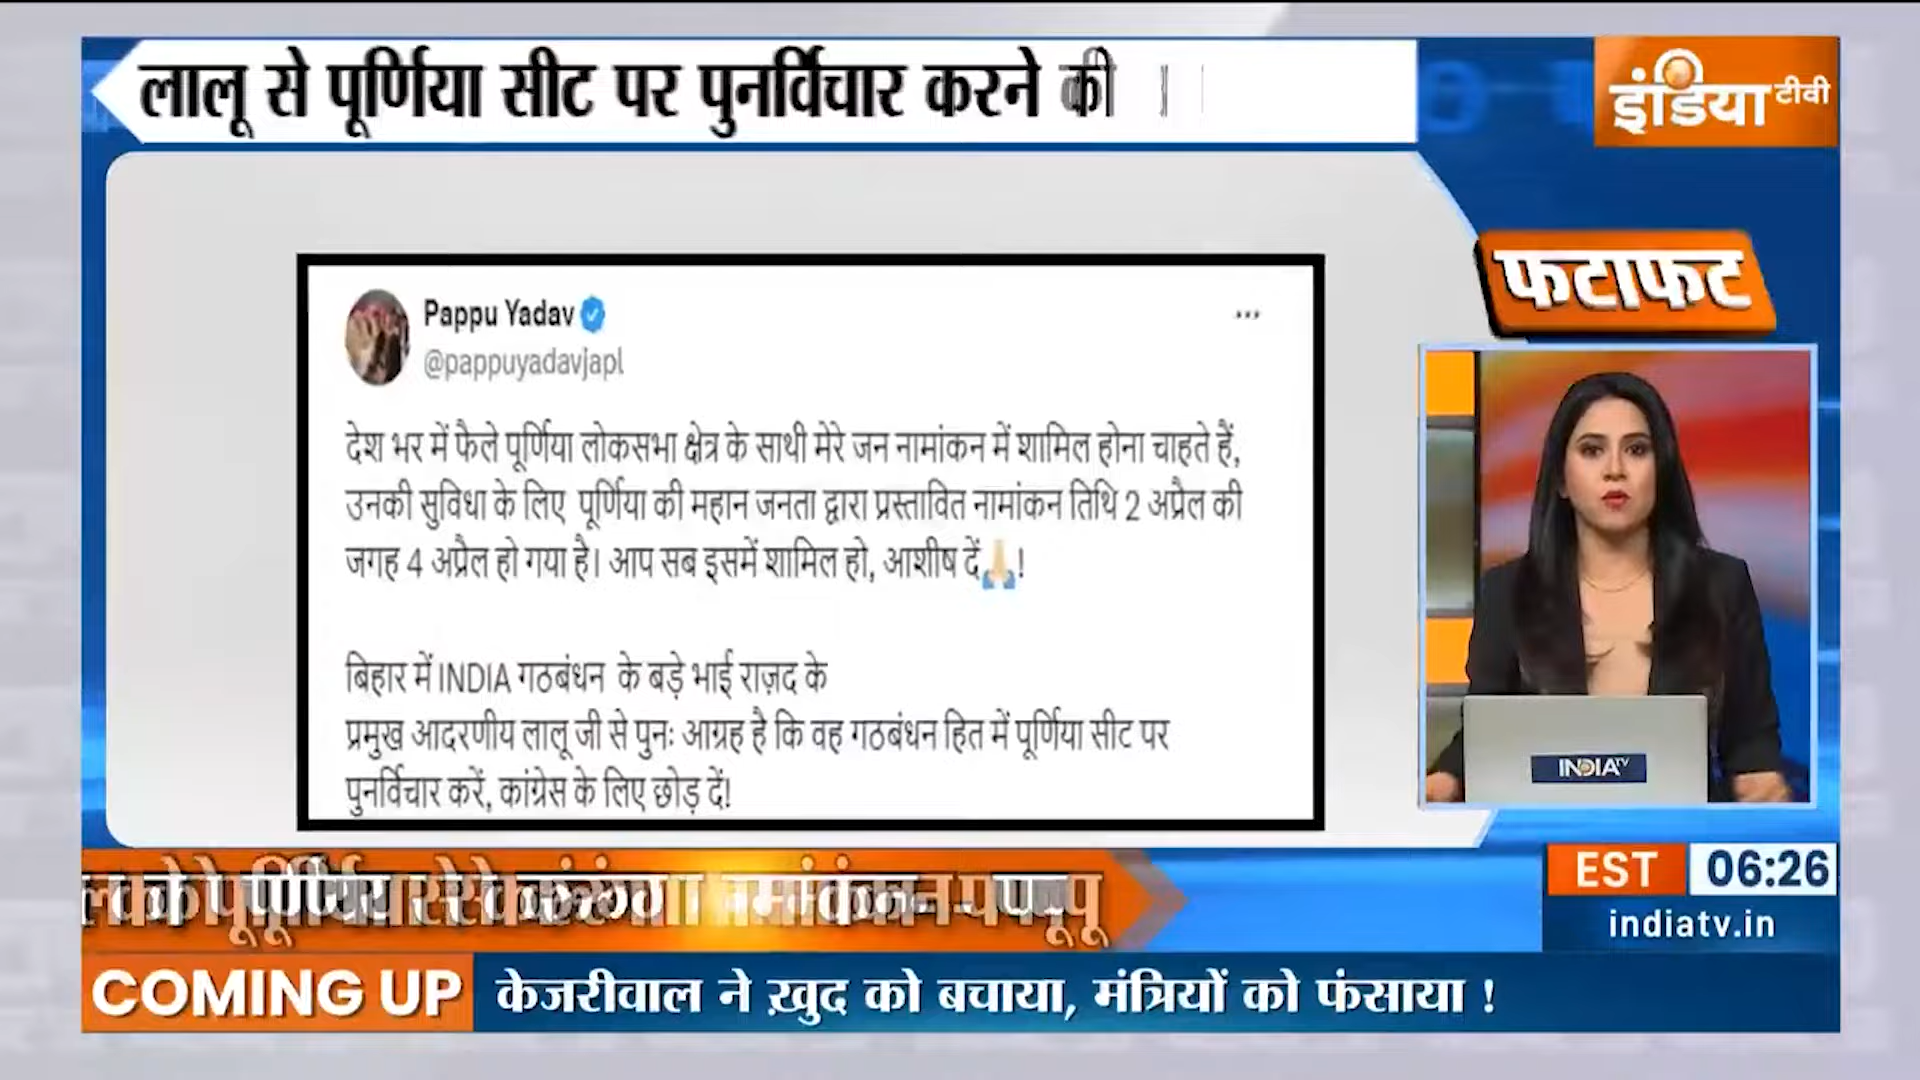 लालू से पूर्णिया सीट पर पुनर्विचार करने की
इंडिया टीवी
फटाफट
Pappu Yadav
@pappuyadavjapl
देश भर में फैले पूर्णिया लोकसभा क्षेत्र के साथी मेरे जन नामांकन में शामिल होना चाहते हैं,
उनकी सुविधा के लिए पूर्णिया की महान जनता द्वारा प्रस्तावित नामांकन तिथि 2 अप्रैल की
जगह 4 अप्रैल हो गया है। आप सब इसमें शामिल हो, आशीष दें🙏🏼!
बिहार में INDIA गठबंधन के बड़े भाई राज़द के
प्रमुख आदरणीय लालू जी से पुनः आग्रह है कि वह गठबंधन हित में पूर्णिया सीट पर
पुनर्विचार करें, कांग्रेस के लिए छोड़ दें!
INDIA TV
EST 06:26
indiatv.in
COMING UP केजरीवाल ने ख़ुद को बचाया, मंत्रियों को फंसाया !